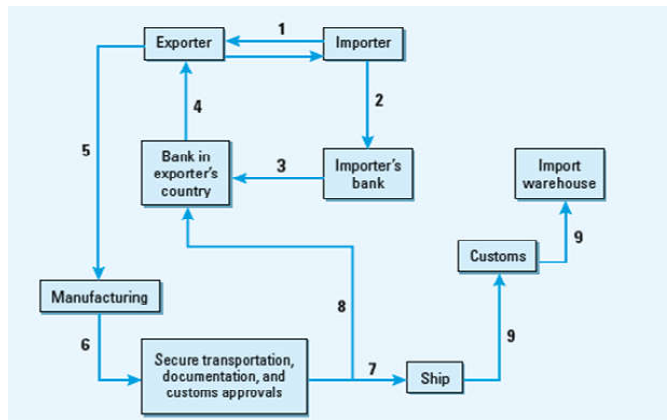 1
Exporter
Importer
4
2
5
Bank in
exporter's
country
3
Importer's
bank
Import
warehouse
9
Customs
Manufacturing
8
6
9
Secure transportation,
documentation, and
customs approvals
7
Ship